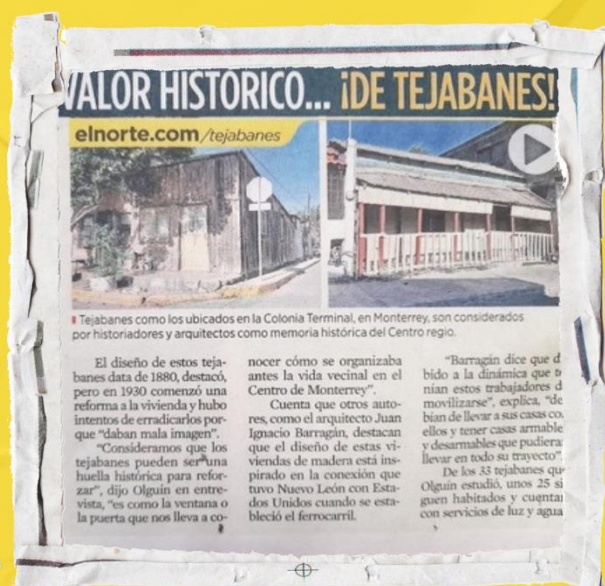 VALOR HISTÓRICO... ¡DE TEJABANES!
elnorte.com/tejabanes
Tejabanes como los ubicados en la Colonia Terminal, en Monterrey, son considerados
por historiadores y arquitectos como memoria histórica del Centro regio.
El diseño de estos teja-
banes data de 1880, destacó,
pero en 1930 comenzó una
reforma a la vivienda y hubo
intentos de erradicarlos por-
que “daban mala imagen”.
“Consideramos que los
tejabanes pueden ser una
huella histórica para refor-
zar”, dijo Olguín en entre-
vista, “es como la ventana o
la puerta que nos lleva a co-
nocer cómo se organizaba
antes la vida vecinal en el
Centro de Monterrey”.
Cuenta que otros auto-
res, como el arquitecto Juan
Ignacio Barragán, destacan
que el diseño de estas vi-
viendas de madera está ins-
pirado en la conexión que
tuvo Nuevo León con Esta-
dos Unidos cuando se esta-
bleció el ferrocarril.
“Barragán dice que d
bido a la dinámica que t
nían estos trabajadores d
movilizarse”, explica, “de
bían de llevar a sus casas co
ellos y tener casas armable
y desarmables que pudiera
llevar en todo su trayecto”.
De los 33 tejabanes qu
Olguín estudió, unos 25 si
guen habitados y cuentan
con servicios de luz y agua